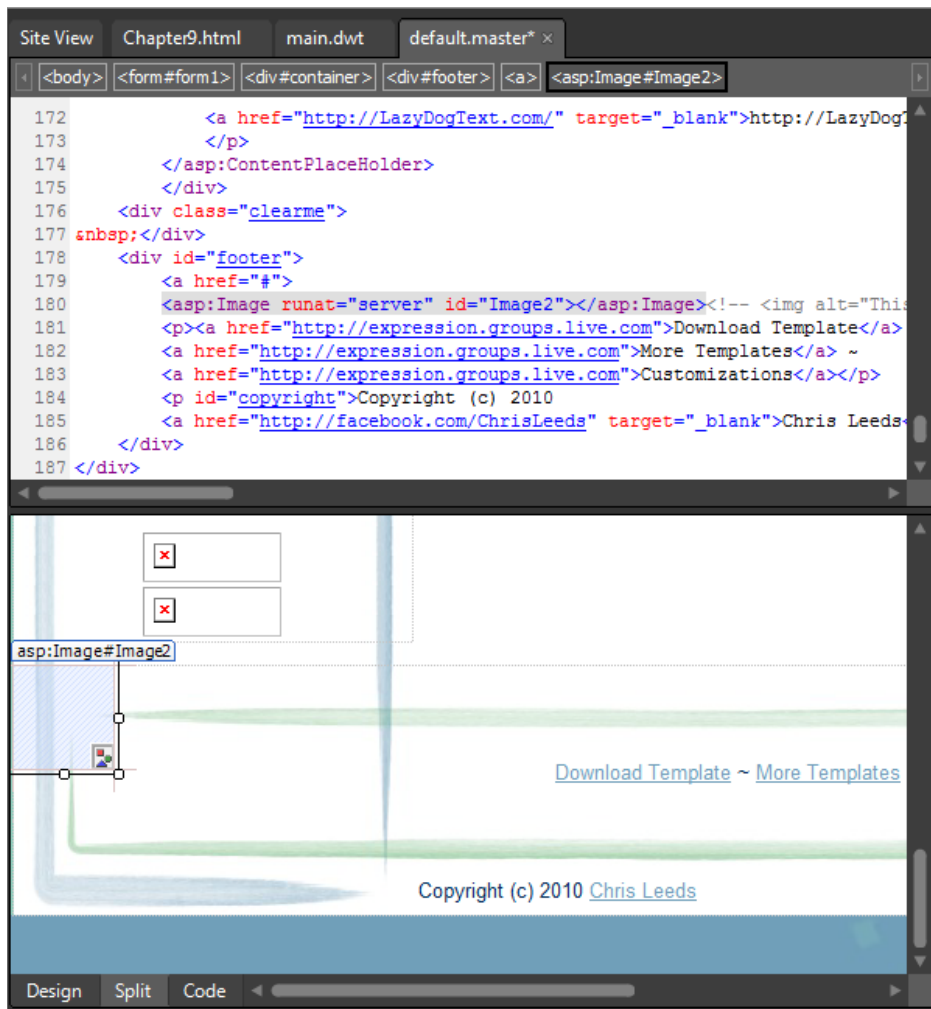 Site View Chapter9.html main.dwt default.master* ×
<body> <form#form1> <div#container> <div#footer> <a> <asp:Image#Image2>
172 <a href="http://LazyDogText.com/" target="_blank">http://LazyDogT
173 </p>
174 </asp:ContentPlaceHolder>
175 </div>
176 <div class="clearme">
177 &nbsp;</div>
178 <div id="footer">
179 <a href="#">
180 <asp:Image runat="server" id="Image2"></asp:Image><!-- <img alt="This
181 <p><a href="http://expression.groups.live.com">Download Template</a>
182 <a href="http://expression.groups.live.com">More Templates</a> ~
183 <a href="http://expression.groups.live.com">Customizations</a></p>
184 <p id="copyright">Copyright (c) 2010
185 <a href="http://facebook.com/ChrisLeeds" target="_blank">Chris Leeds<
186 </div>
187 </div>
asp:Image#Image2
Download Template ~ More Templates
Copyright (c) 2010 Chris Leeds
Design Split Code